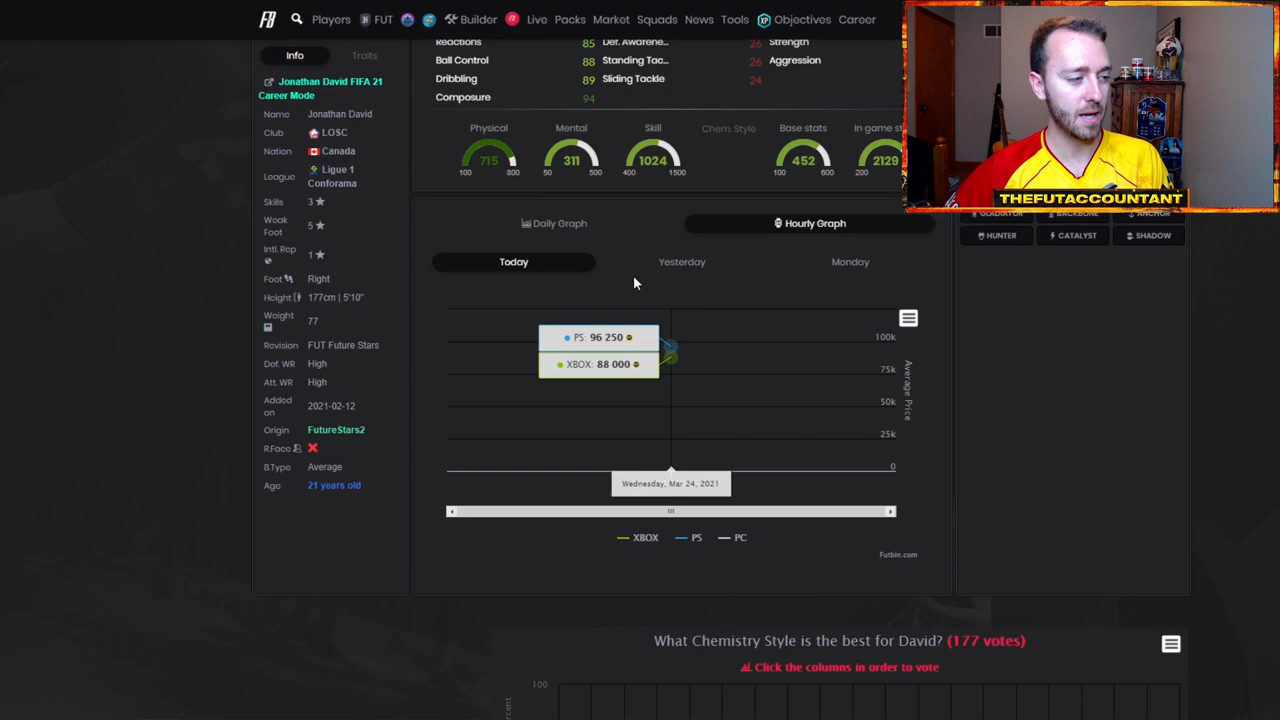 Players FUT Builder Live Packs Market Squads News Tools Objectives Career
Info Traits
Jonathan David FIFA 21
Career Mode
Name Jonathan David
Club LOSC
Nation Canada
League Ligue 1
Conforama
Skills 3
Weak
Foot 5
Intl. Rep 1
Foot Right
Height 177cm | 5'10"
Weight 77
Revision FUT Future Stars
Def. WR High
Att. WR High
Added
on 2021-02-12
Origin FutureStars2
R.Face
B.Type Average
Age 21 years old
Reactions 85 Def. Awarene... 26 Strength
Ball Control 88 Standing Tac... 26 Aggression
Dribbling 89 Sliding Tackle 24
Composure 94
Physical Mental Skill Chem. Style Base stats In game st
715 311 1024 452 2129
100 800 50 500 400 1500 100 600 200
Daily Graph Hourly Graph
Today Yesterday Monday
PS: 96 250
XBOX: 88 000
100k
75k
50k
25k
0
Average Price
Wednesday, Mar 24, 2021
XBOX PS PC
Futbin.com
THEFUTACCOUNTANT
GLADIATOR BACKBONE ANCHOR
HUNTER CATALYST SHADOW
What Chemistry Style is the best for David? (177 votes)
Click the columns in order to vote
100